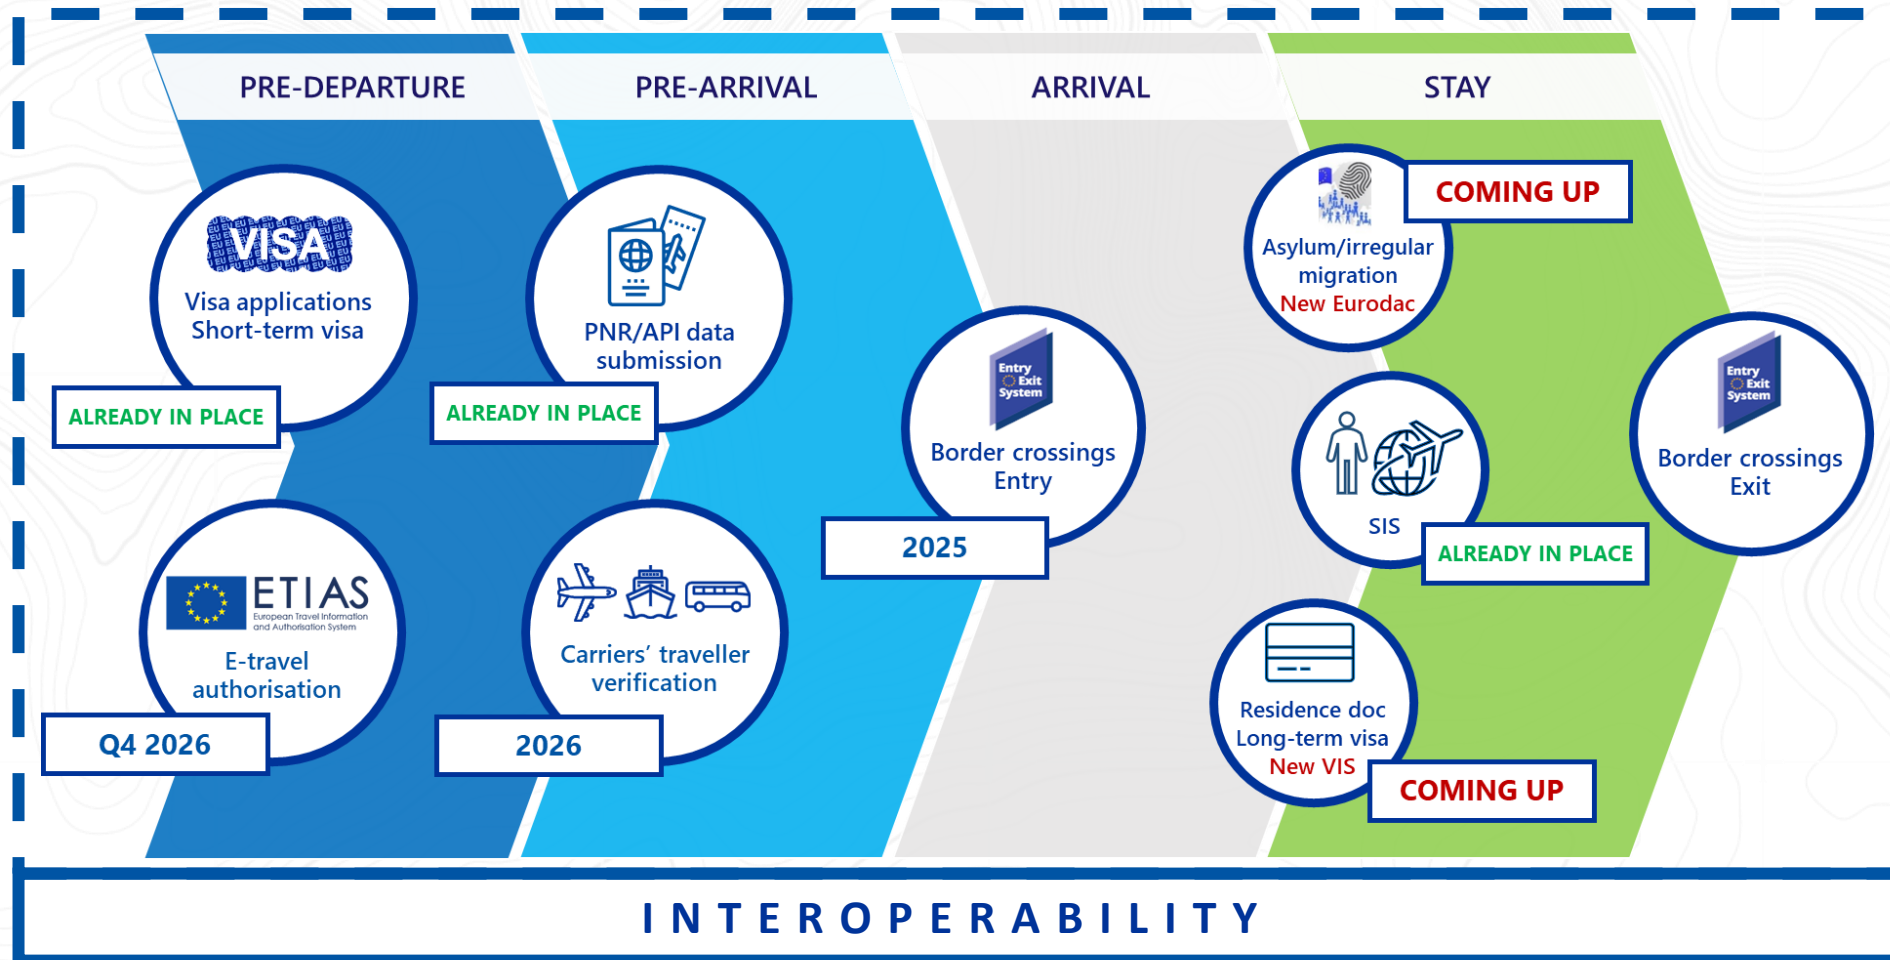 PRE-DEPARTURE
PRE-ARRIVAL
ARRIVAL
STAY
VISA
Visa applications
Short-term visa
ALREADY IN PLACE
ETIAS
European Travel Information
and Authorisation System
E-travel
authorisation
Q4 2026
PNR/API data
submission
ALREADY IN PLACE
Carriers' traveller
verification
2026
Entry
Exit
System
Border crossings
Entry
2025
Asylum/irregular
migration
New Eurodac
COMING UP
SIS
ALREADY IN PLACE
Residence doc
Long-term visa
New VIS
COMING UP
Entry
Exit
System
Border crossings
Exit
INTEROPERABILITY